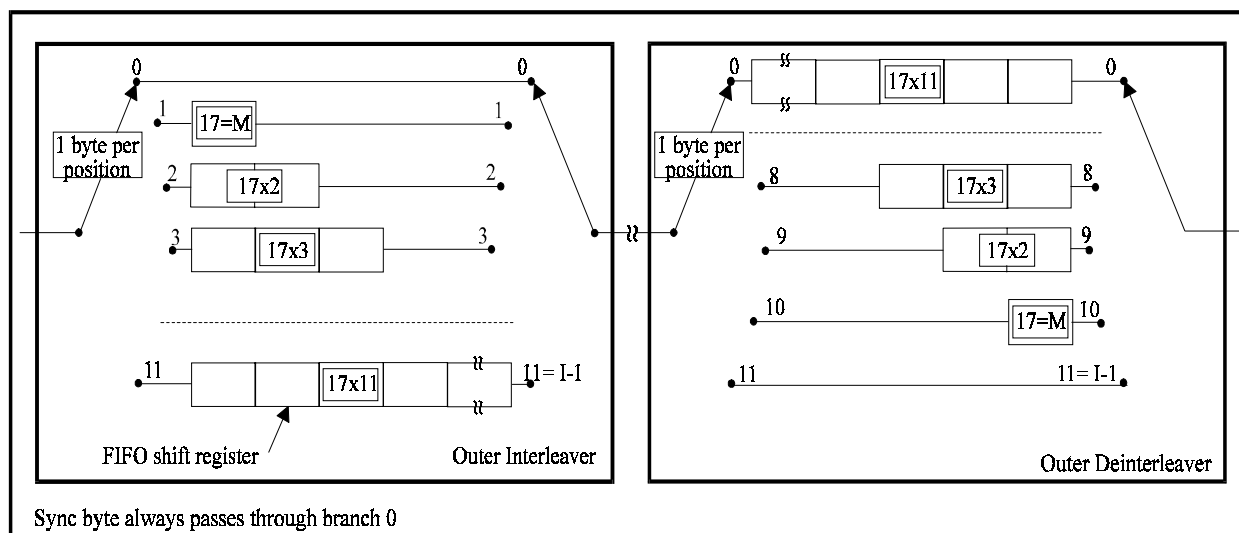 0
0
1
17=M
1
1 byte per
position
2
17x2
2
3
17x3
3
11
17x11
11= I-1
FIFO shift register
Outer Interleaver
0
17x11
0
1 byte per
position
8
17x3
8
9
17x2
9
10
17=M
10
11
11= I-1
Outer Deinterleaver
Sync byte always passes through branch 0